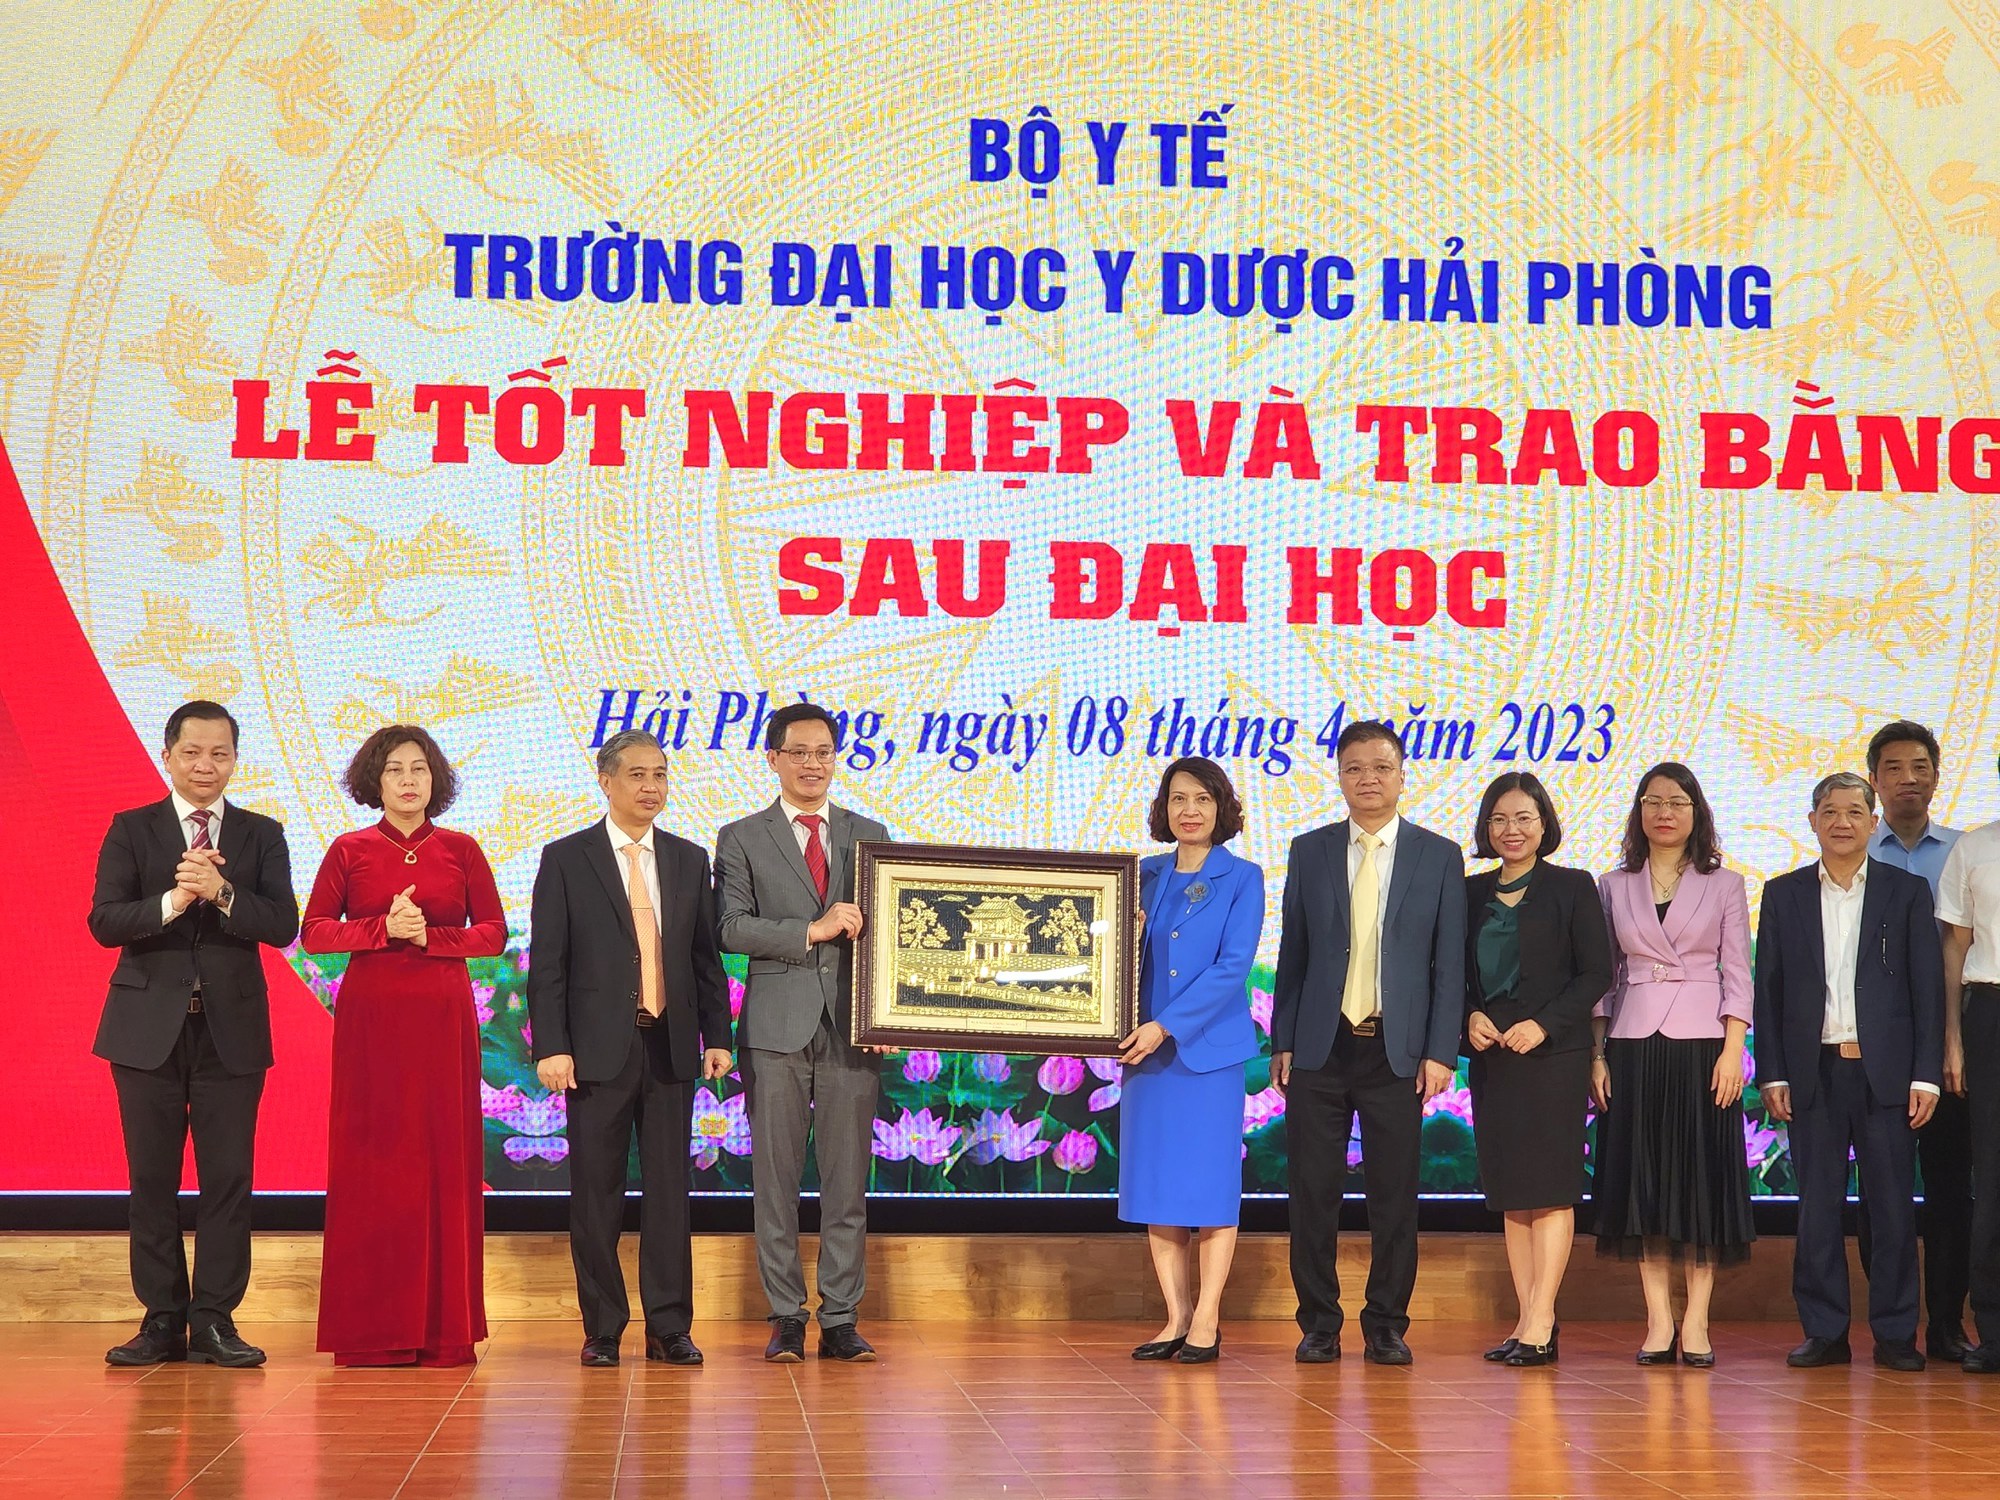 BỘ Y TẾ
TRƯỜNG ĐẠI HỌC Y DƯỢC HẢI PHÒNG
LỄ TỐT NGHIỆP VÀ TRAO BẰNG
SAU ĐẠI HỌC
Hải Phòng, ngày 08 tháng 4 năm 2023